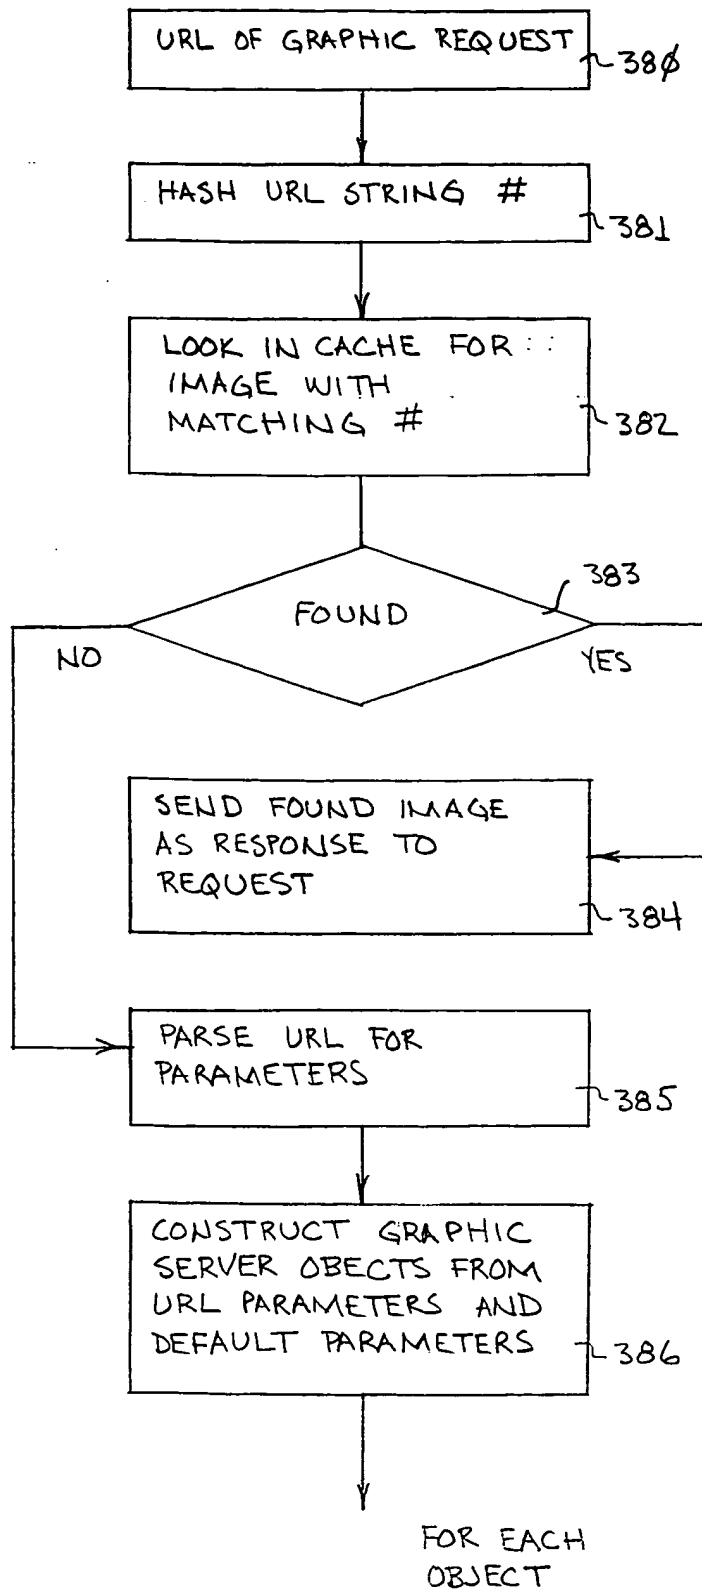 URL OF GRAPHIC REQUEST
380
HASH URL STRING #
381
LOOK IN CACHE FOR
IMAGE WITH
MATCHING #
382
383
FOUND
NO
YES
SEND FOUND IMAGE
AS RESPONSE TO
REQUEST
384
PARSE URL FOR
PARAMETERS
385
CONSTRUCT GRAPHIC
SERVER OBECTS FROM
URL PARAMETERS AND
DEFAULT PARAMETERS
386
FOR EACH
OBJECT